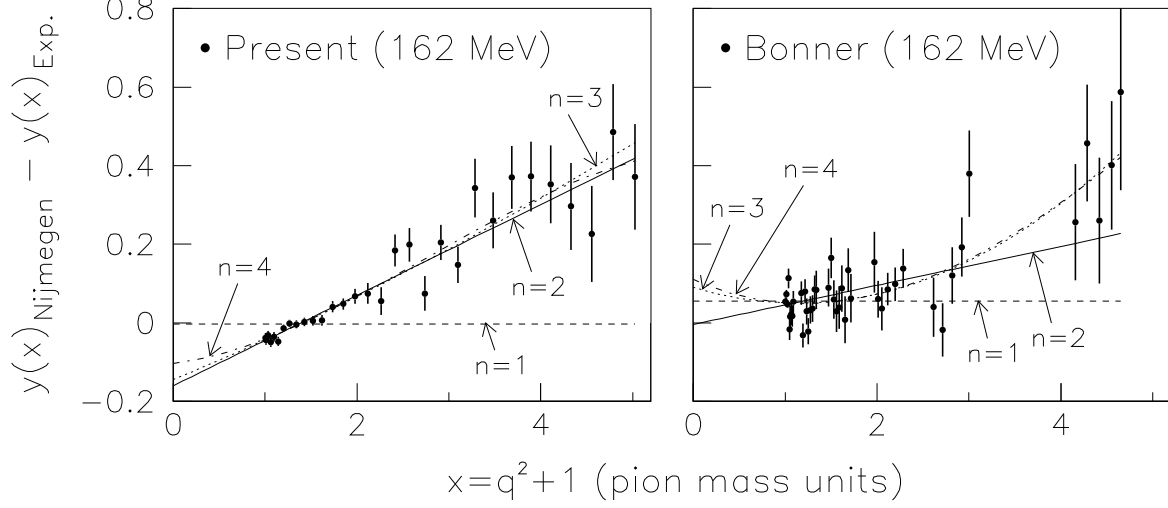 y(x)Nijmegen − y(x)Exp.
0.8
0.6
0.4
0.2
0
−0.2
Present (162 MeV)
n=3
n=4
n=2
n=1
0 2 4
Bonner (162 MeV)
n=4
n=3
n=2
n=1
0 2 4
x=q²+1 (pion mass units)